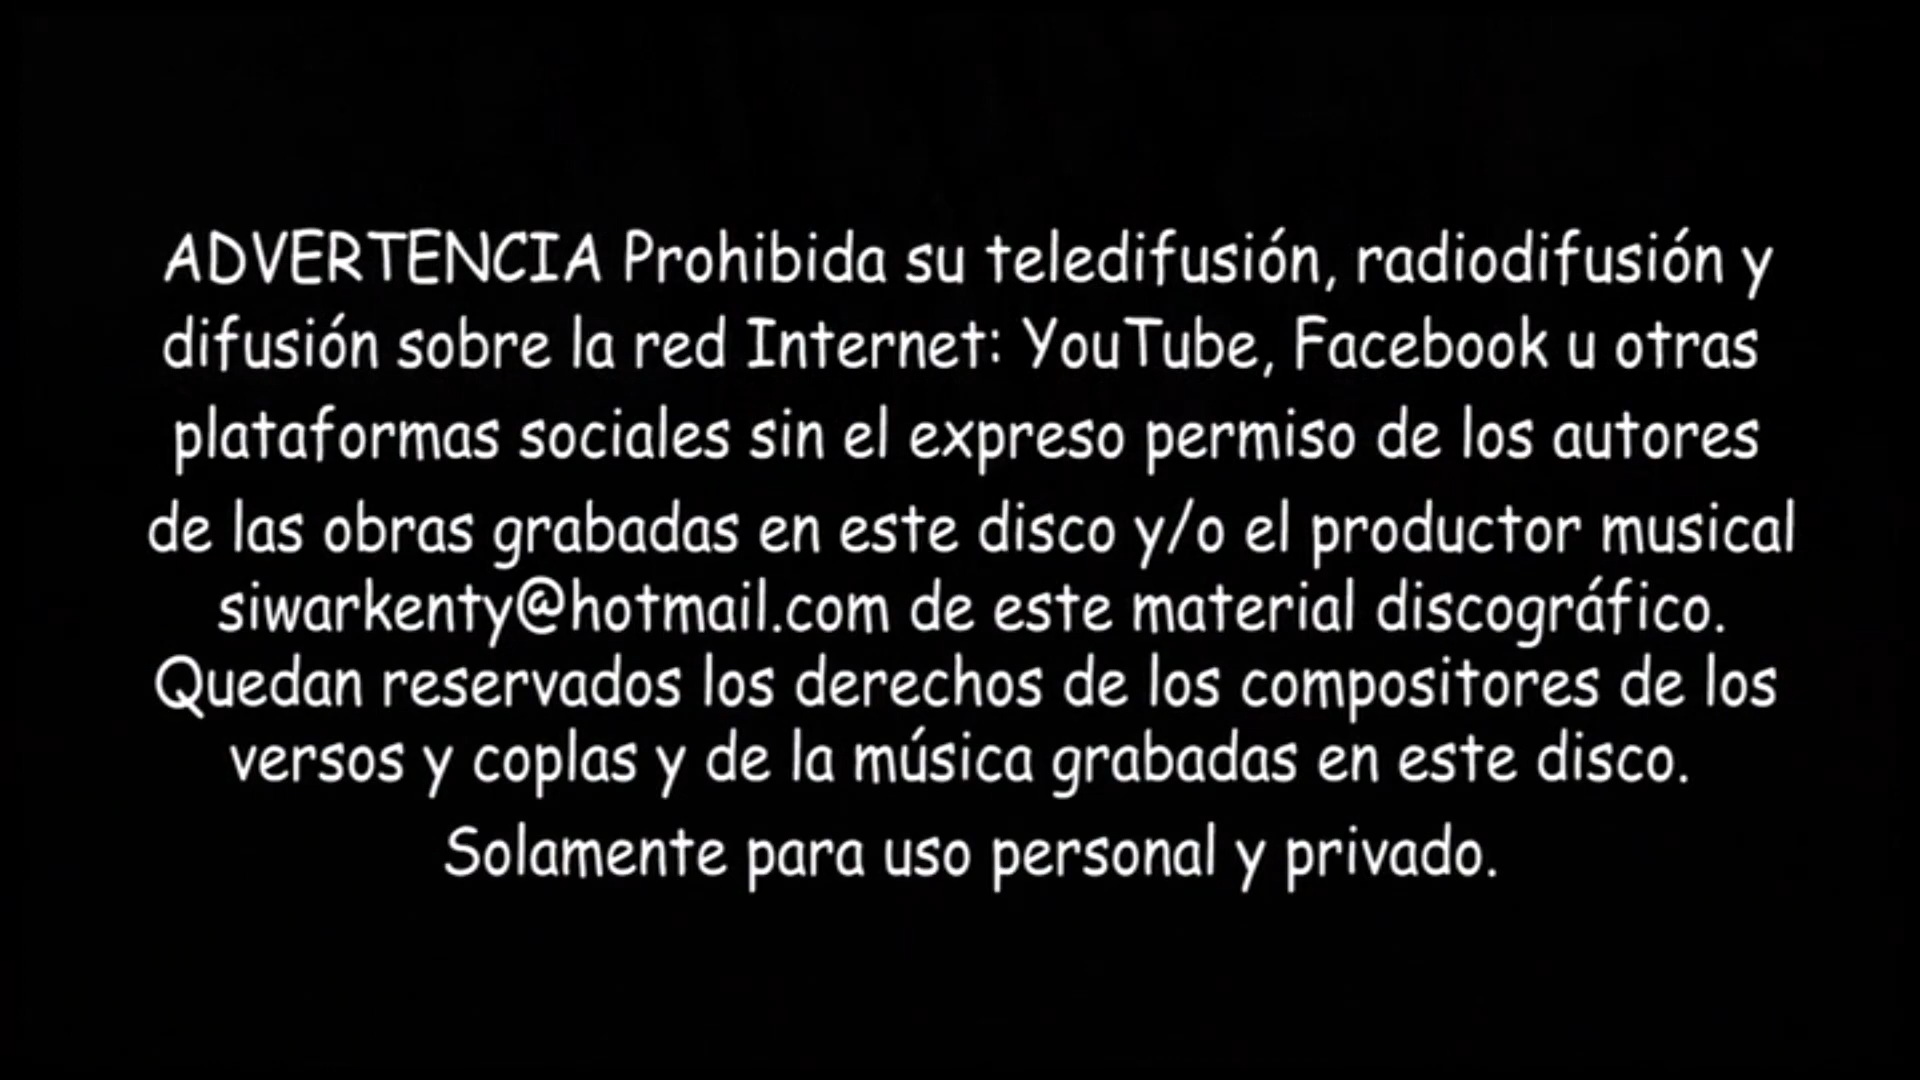 ADVERTENCIA Prohibida su teledifusión, radiodifusión y
difusión sobre la red Internet: YouTube, Facebook u otras
plataformas sociales sin el expreso permiso de los autores
de las obras grabadas en este disco y/o el productor musical
siwarkenty@hotmail.com de este material discográfico.
Quedan reservados los derechos de los compositores de los
versos y coplas y de la música grabadas en este disco.
Solamente para uso personal y privado.